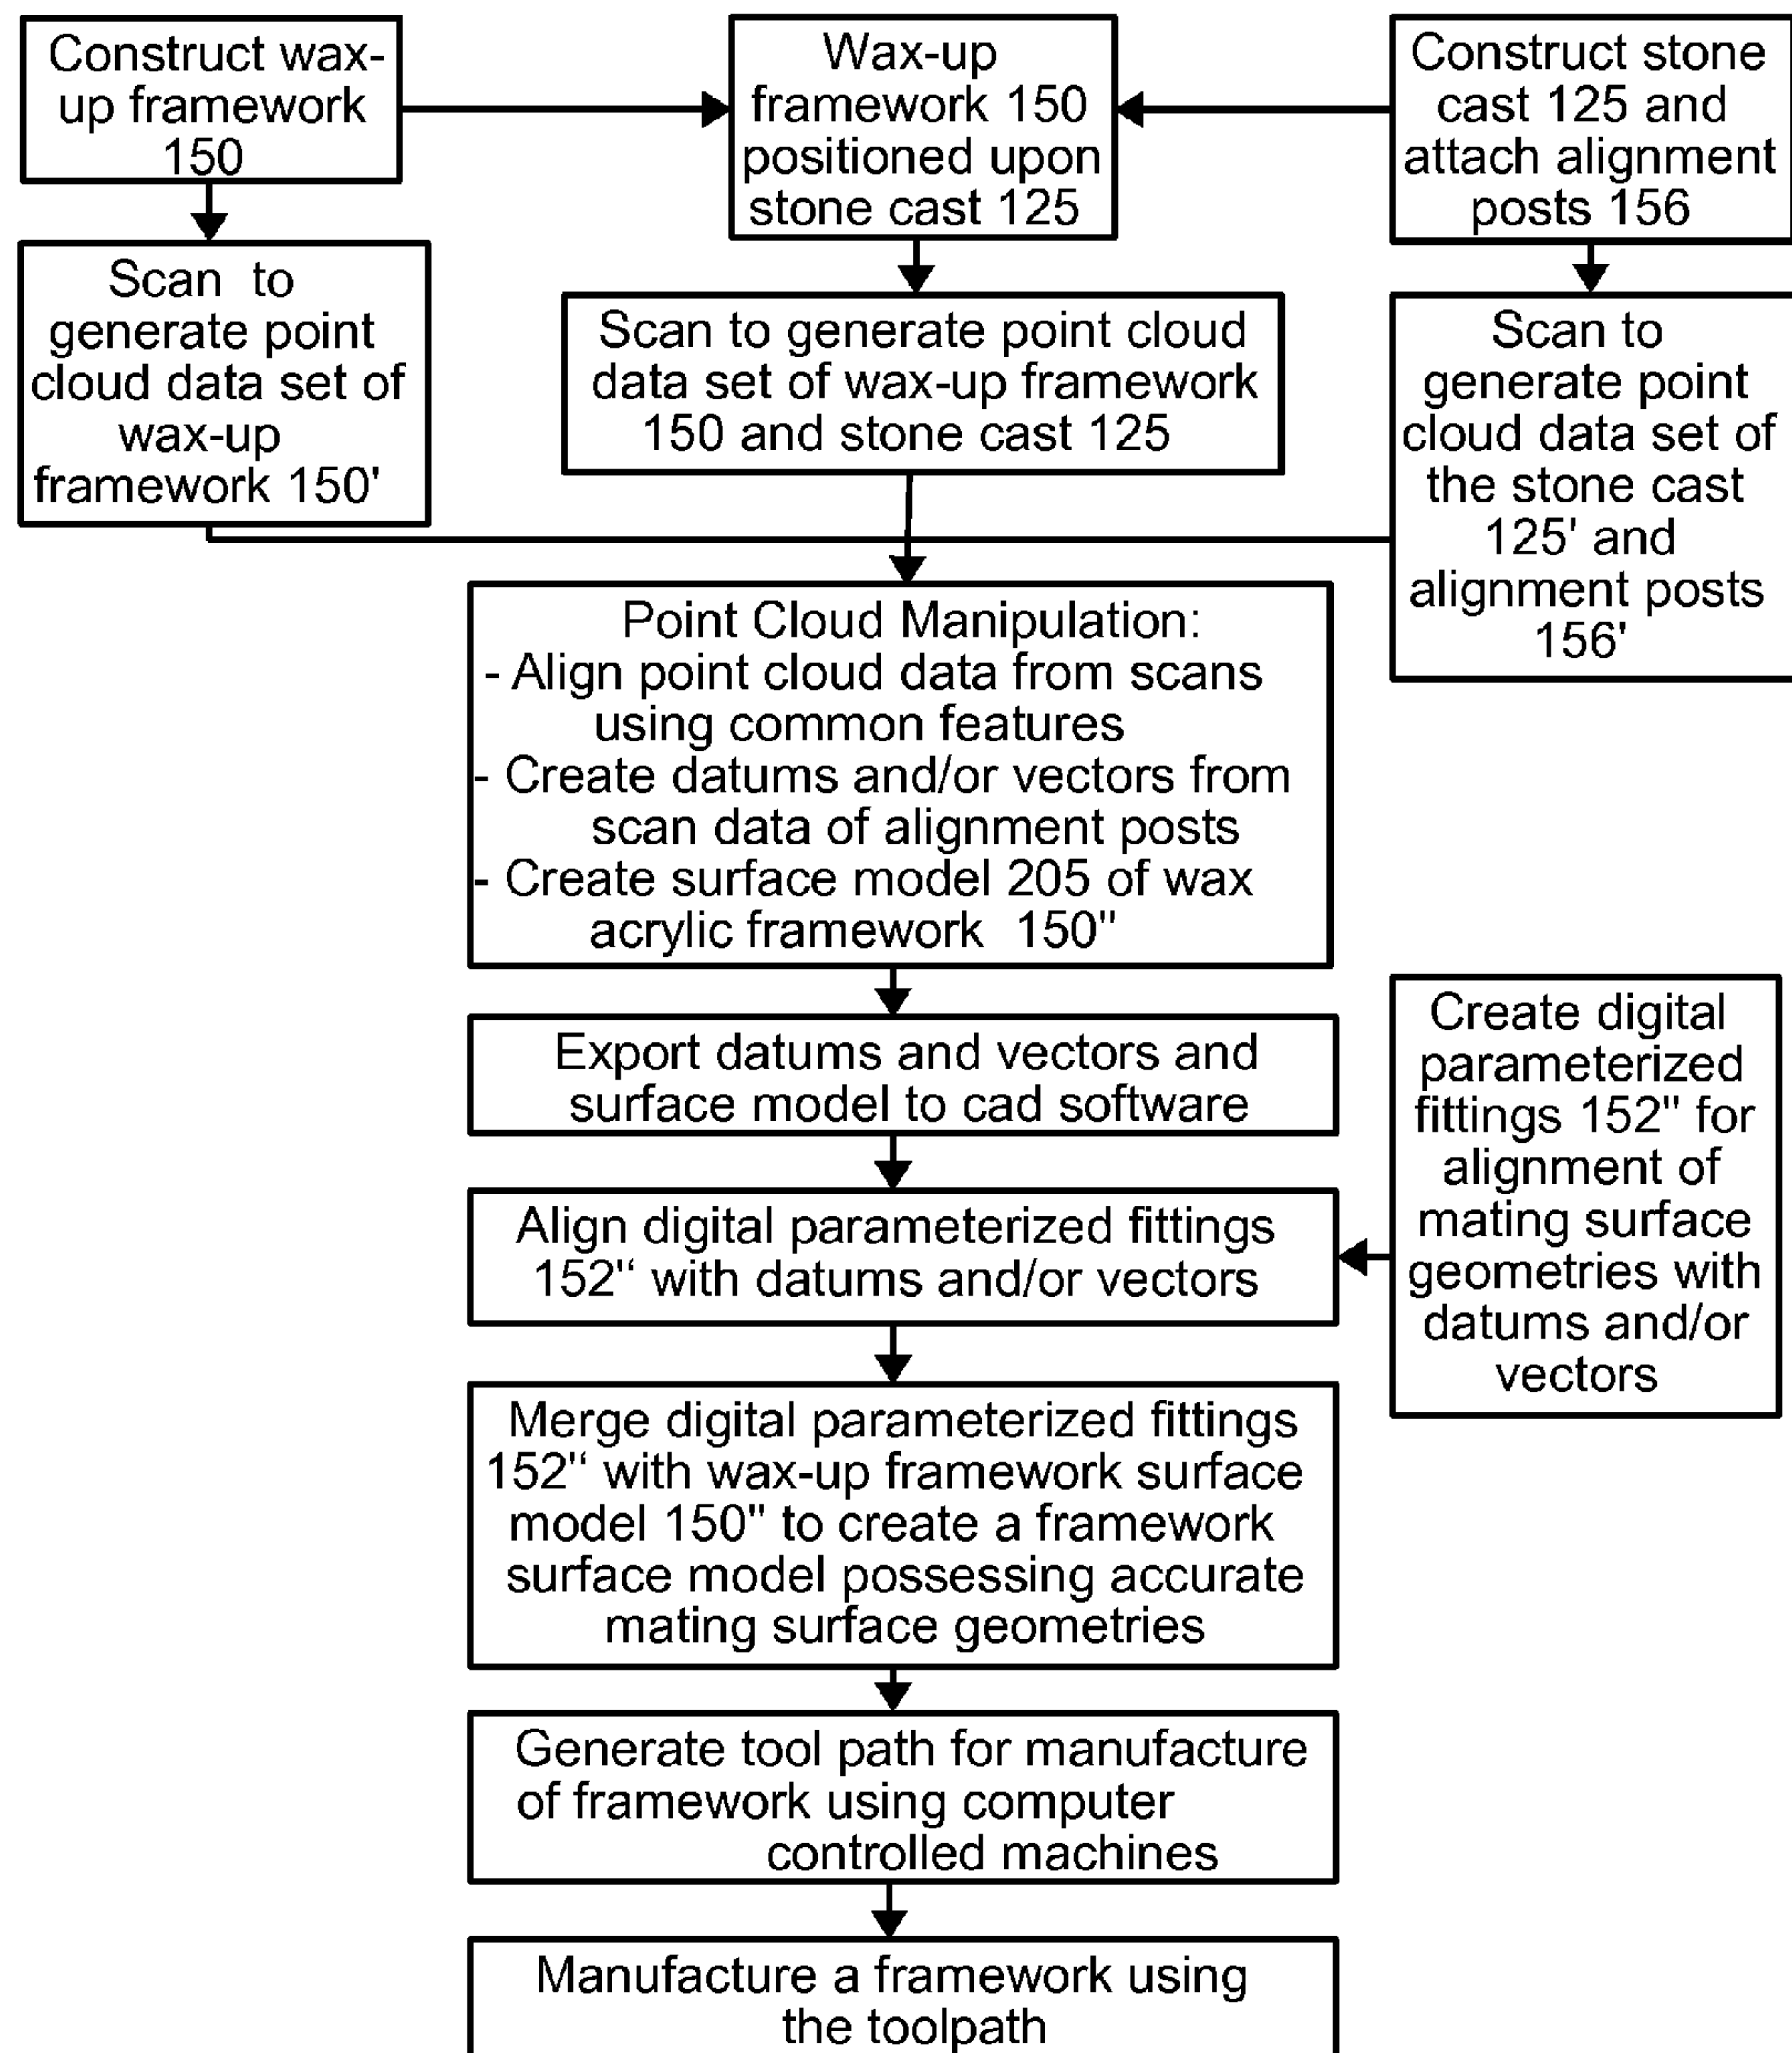 Construct wax-
up framework
150
Wax-up
framework 150
positioned upon
stone cast 125
Construct stone
cast 125 and
attach alignment
posts 156
Scan to
generate point
cloud data set of
wax-up
framework 150'
Scan to generate point cloud
data set of wax-up framework
150 and stone cast 125
Scan to
generate point
cloud data set of
the stone cast
125' and
alignment posts
156'
Point Cloud Manipulation:
- Align point cloud data from scans
using common features
- Create datums and/or vectors from
scan data of alignment posts
- Create surface model 205 of wax
acrylic framework 150"
Export datums and vectors and
surface model to cad software
Create digital
parameterized
fittings 152" for
alignment of
mating surface
geometries with
datums and/or
vectors
Align digital parameterized fittings
152" with datums and/or vectors
Merge digital parameterized fittings
152" with wax-up framework surface
model 150" to create a framework
surface model possessing accurate
mating surface geometries
Generate tool path for manufacture
of framework using computer
controlled machines
Manufacture a framework using
the toolpath